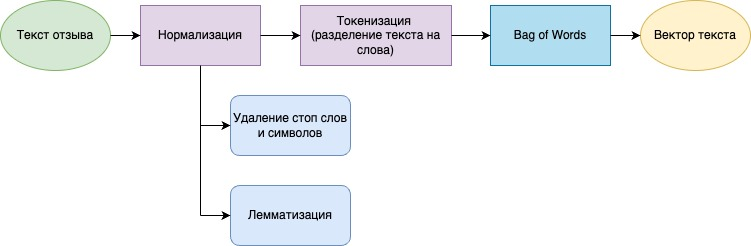 Текст отзыва
Нормализация
Токенизация
(разделение текста на
слова)
Bag of Words
Вектор текста
Удаление стоп слов
и символов
Лемматизация